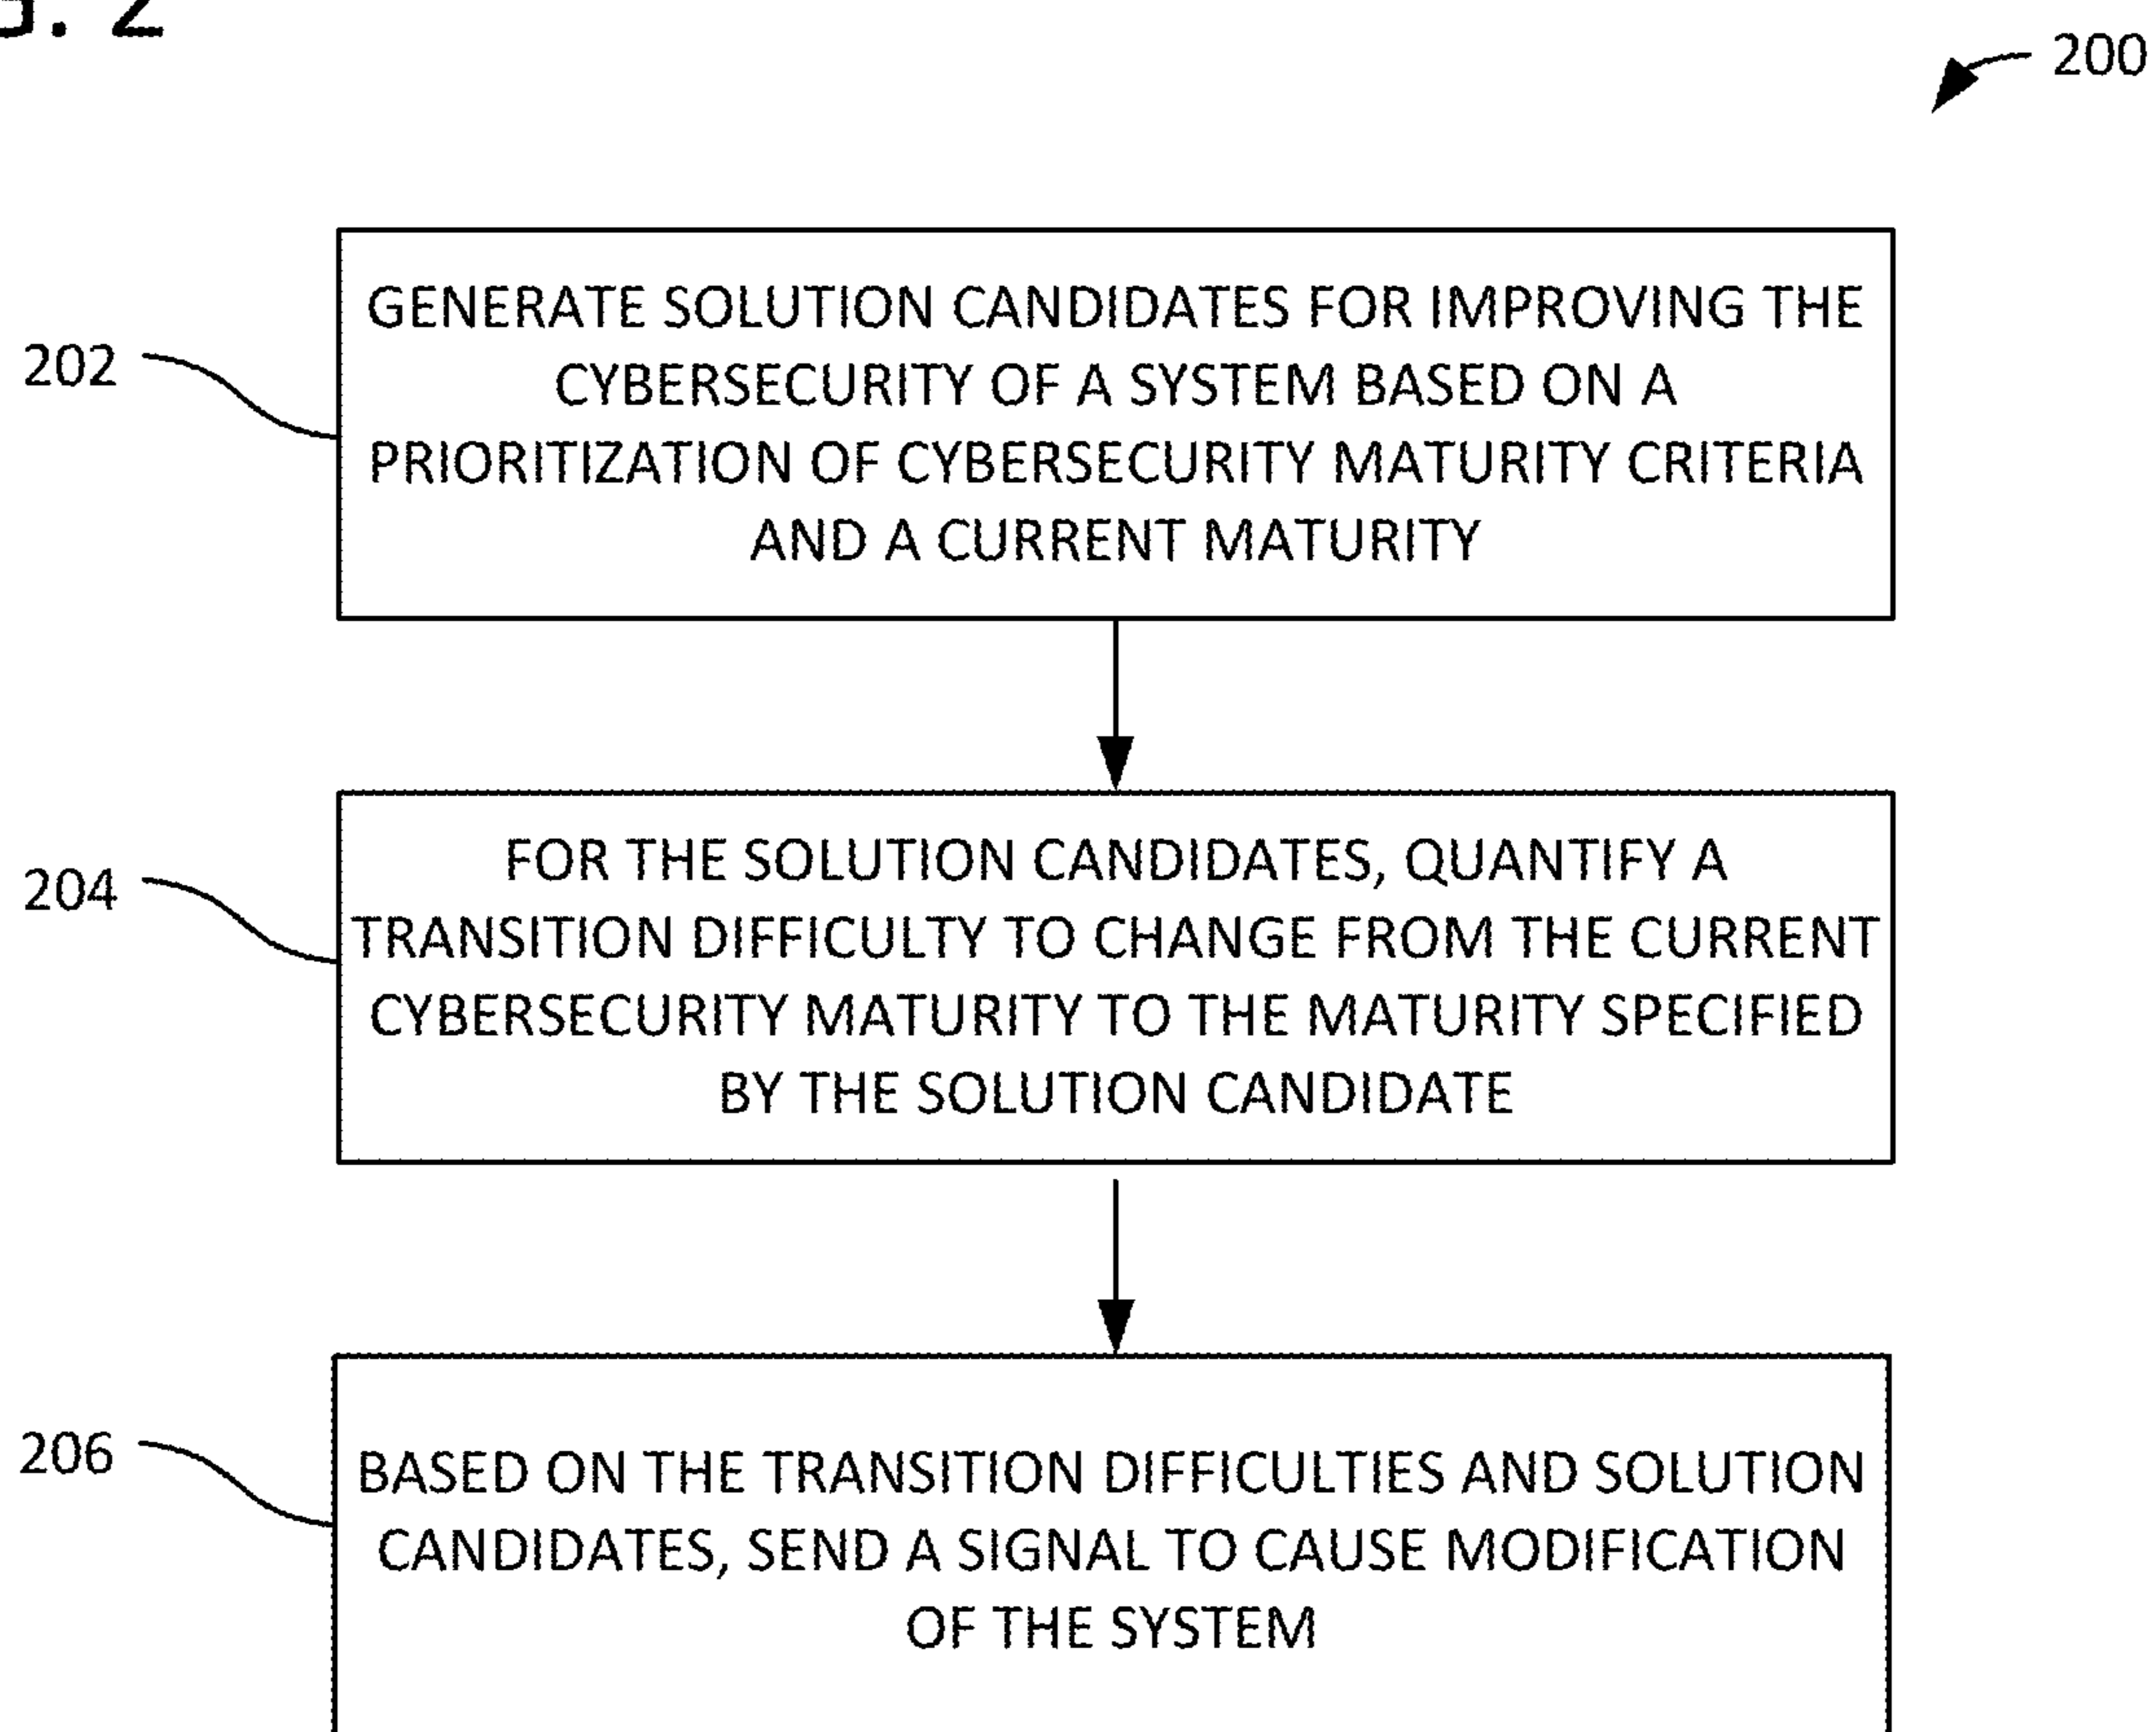 . 2
200
202
GENERATE SOLUTION CANDIDATES FOR IMPROVING THE
CYBERSECURITY OF A SYSTEM BASED ON A
PRIORITIZATION OF CYBERSECURITY MATURITY CRITERIA
AND A CURRENT MATURITY
204
FOR THE SOLUTION CANDIDATES, QUANTIFY A
TRANSITION DIFFICULTY TO CHANGE FROM THE CURRENT
CYBERSECURITY MATURITY TO THE MATURITY SPECIFIED
BY THE SOLUTION CANDIDATE
206
BASED ON THE TRANSITION DIFFICULTIES AND SOLUTION
CANDIDATES, SEND A SIGNAL TO CAUSE MODIFICATION
OF THE SYSTEM